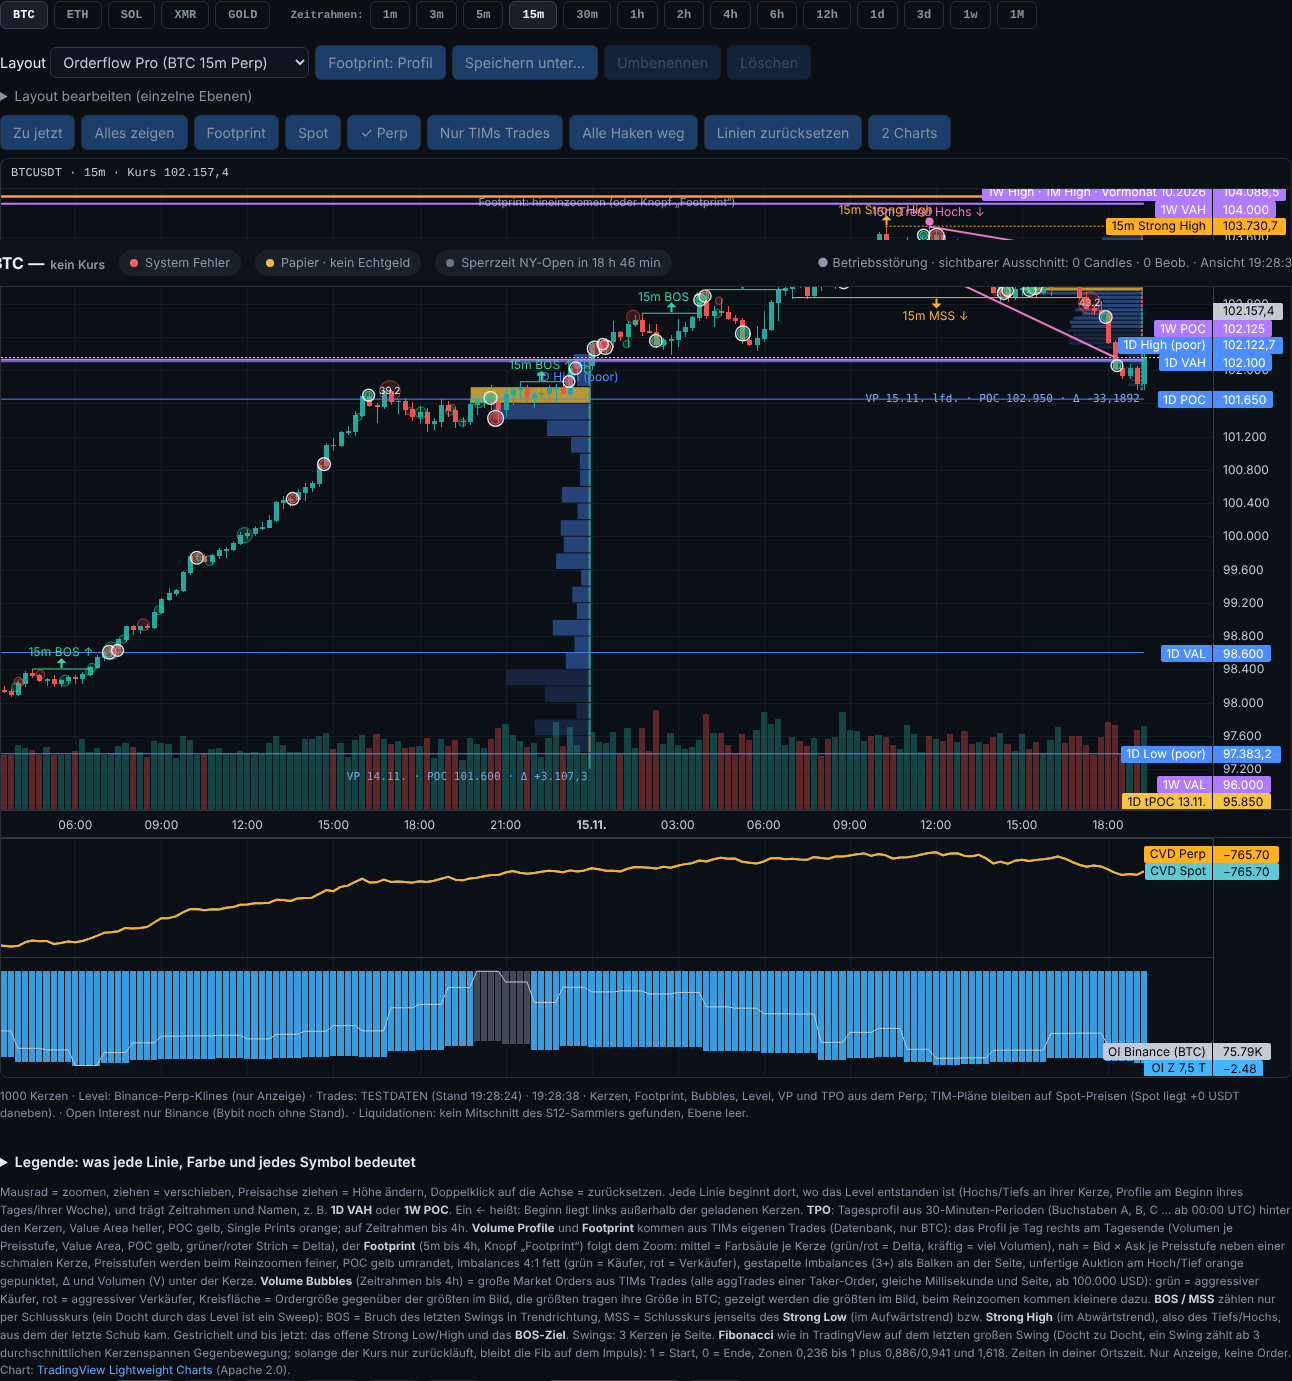 BTC ETH SOL XMR GOLD Zeitrahmen: 1m 3m 5m 15m 30m 1h 2h 4h 6h 12h 1d 3d 1w 1M
Layout Orderflow Pro (BTC 15m Perp) Footprint: Profil Speichern unter... Umbenennen Löschen
▶ Layout bearbeiten (einzelne Ebenen)
Zu jetzt Alles zeigen Footprint Spot ✓ Perp Nur TIMs Trades Alle Haken weg Linien zurücksetzen 2 Charts
BTCUSDT · 15m · Kurs 102.157,4
1W High · 1M High · Vormonat 10.2026 104.088,5
Footprint: hineinzoomen (oder Knopf „Footprint“)
1W VAH 104.000
15m Strong High
Trend Hochs ↓
15m Strong High 103.730,7
103.600
BTC — kein Kurs System Fehler Papier · kein Echtgeld Sperrzeit NY-Open in 18 h 46 min Betriebsstörung · sichtbarer Ausschnitt: 0 Candles · 0 Beob. · Ansicht 19:28:3
15m BOS
43.2
102.157,4
15m MSS ↓
1W POC 102.125
1D High (poor) 102.122,7
1D VAH 102.100
15m BOS
(poor)
39.2
VP 15.11. lfd. · POC 102.950 · Δ -33,1892
1D POC 101.650
101.200
100.800
100.400
100.000
99.600
99.200
98.800
15m BOS ↑
1D VAL 98.600
98.400
98.000
97.600
1D Low (poor) 97.383,2
97.200
VP 14.11. · POC 101.600 · Δ +3.107,3
1W VAL 96.000
1D tPOC 13.11. 95.850
06:00 09:00 12:00 15:00 18:00 21:00 15.11. 03:00 06:00 09:00 12:00 15:00 18:00
CVD Perp −765.70
CVD Spot −765.70
OI Binance (BTC) 75.79K
OI Z 7,5 T −2.48
1000 Kerzen · Level: Binance-Perp-Klines (nur Anzeige) · Trades: TESTDATEN (Stand 19:28:24) · 19:28:38 · Kerzen, Footprint, Bubbles, Level, VP und TPO aus dem Perp; TIM-Pläne bleiben auf Spot-Preisen (Spot liegt +0 USDT
daneben). · Open Interest nur Binance (Bybit noch ohne Stand). · Liquidationen: kein Mitschnitt des S12-Sammlers gefunden, Ebene leer.
▶ Legende: was jede Linie, Farbe und jedes Symbol bedeutet
Mausrad = zoomen, ziehen = verschieben, Preisachse ziehen = Höhe ändern, Doppelklick auf die Achse = zurücksetzen. Jede Linie beginnt dort, wo das Level entstanden ist (Hochs/Tiefs an ihrer Kerze, Profile am Beginn ihres
Tages/ihrer Woche), und trägt Zeitrahmen und Namen, z. B. 1D VAH oder 1W POC. Ein ← heißt: Beginn liegt links außerhalb der geladenen Kerzen. TPO: Tagesprofil aus 30-Minuten-Perioden (Buchstaben A, B, C … ab 00:00 UTC) hinter
den Kerzen, Value Area heller, POC gelb, Single Prints orange; auf Zeitrahmen bis 4h. Volume Profile und Footprint kommen aus TIMs eigenen Trades (Datenbank, nur BTC): das Profil je Tag rechts am Tagesende (Volumen je
Preisstufe, Value Area, POC gelb, grüner/roter Strich = Delta), der Footprint (5m bis 4h, Knopf „Footprint“) folgt dem Zoom: mittel = Farbsäule je Kerze (grün/rot = Delta, kräftig = viel Volumen), nah = Bid × Ask je Preisstufe neben einer
schmalen Kerze, Preisstufen werden beim Reinzoomen feiner, POC gelb umrandet, Imbalances 4:1 fett (grün = Käufer, rot = Verkäufer), gestapelte Imbalances (3+) als Balken an der Seite, unfertige Auktion am Hoch/Tief orange
gepunktet, Δ und Volumen (V) unter der Kerze. Volume Bubbles (Zeitrahmen bis 4h) = große Market Orders aus TIMs Trades (alle aggTrades einer Taker-Order, gleiche Millisekunde und Seite, ab 100.000 USD): grün = aggressiver
Käufer, rot = aggressiver Verkäufer, Kreisfläche = Ordergröße gegenüber der größten im Bild, die größten tragen ihre Größe in BTC; gezeigt werden die größten im Bild, beim Reinzoomen kommen kleinere dazu. BOS / MSS zählen nur
per Schlusskurs (ein Docht durch das Level ist ein Sweep): BOS = Bruch des letzten Swings in Trendrichtung, MSS = Schlusskurs jenseits des Strong Low (im Aufwärtstrend) bzw. Strong High (im Abwärtstrend), also des Tiefs/Hochs,
aus dem der letzte Schub kam. Gestrichelt und bis jetzt: das offene Strong Low/High und das BOS-Ziel. Swings: 3 Kerzen je Seite. Fibonacci wie in TradingView auf dem letzten großen Swing (Docht zu Docht, ein Swing zählt ab 3
durchschnittlichen Kerzenspannen Gegenbewegung; solange der Kurs nur zurückläuft, bleibt die Fib auf dem Impuls): 1 = Start, 0 = Ende, Zonen 0,236 bis 1 plus 0,886/0,941 und 1,618. Zeiten in deiner Ortszeit. Nur Anzeige, keine Order.
Chart: TradingView Lightweight Charts (Apache 2.0).